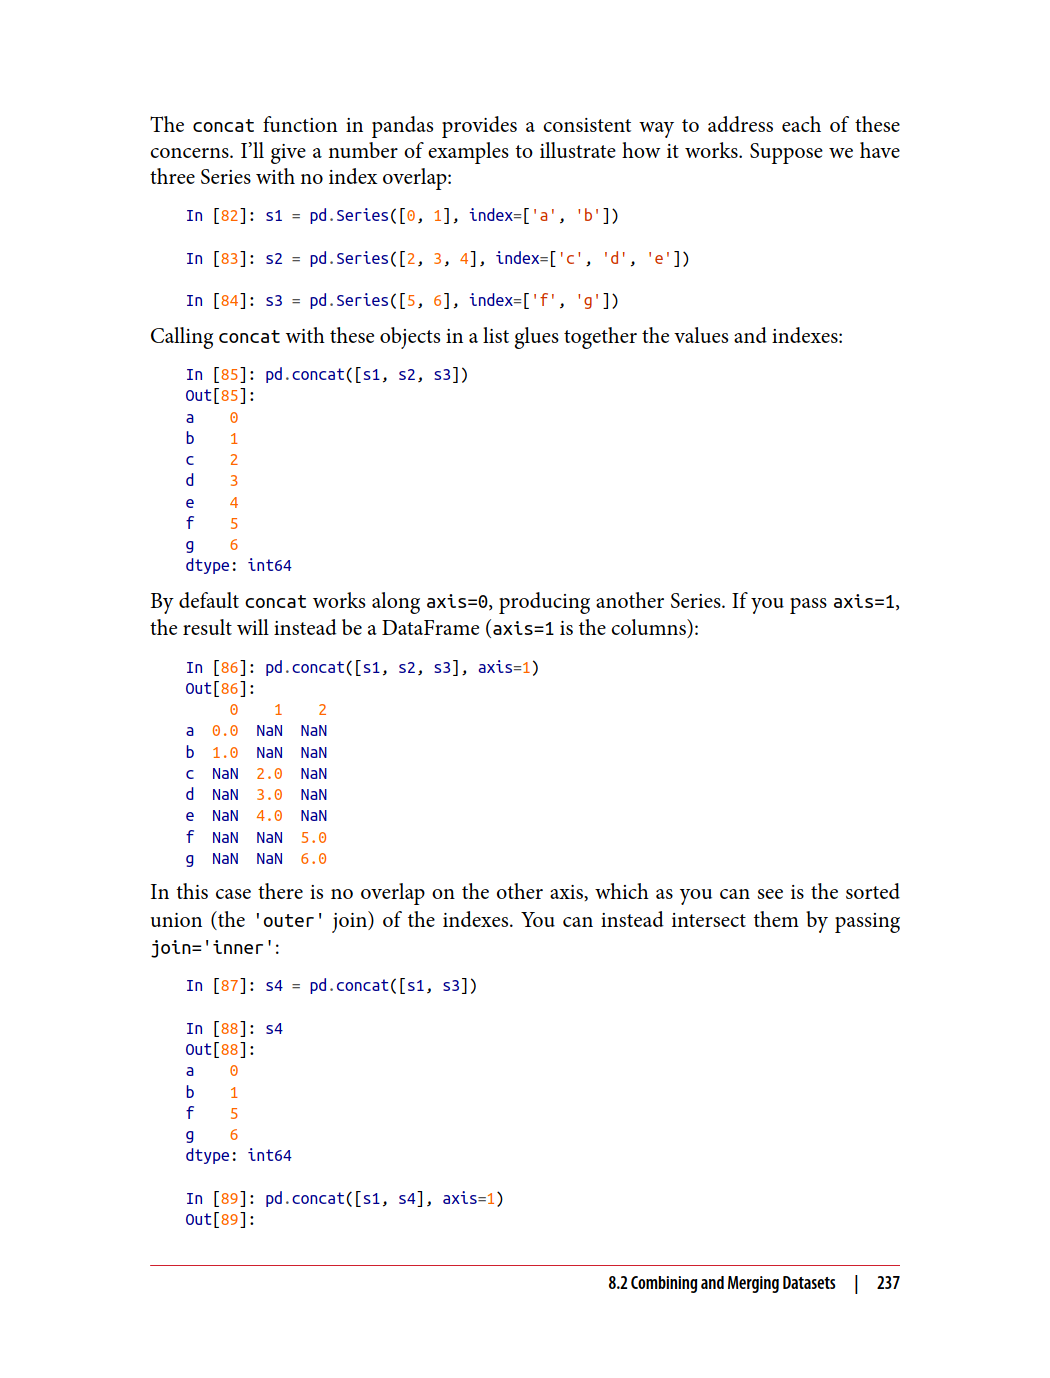 The concat function in pandas provides a consistent way to address each of these
concerns. I’ll give a number of examples to illustrate how it works. Suppose we have
three Series with no index overlap:
In [82]: s1 = pd.Series([0, 1], index=['a', 'b'])
In [83]: s2 = pd.Series([2, 3, 4], index=['c', 'd', 'e'])
In [84]: s3 = pd.Series([5, 6], index=['f', 'g'])
Calling concat with these objects in a list glues together the values and indexes:
In [85]: pd.concat([s1, s2, s3])
Out[85]:
a    0
b    1
c    2
d    3
e    4
f    5
g    6
dtype: int64
By default concat works along axis=0, producing another Series. If you pass axis=1,
the result will instead be a DataFrame (axis=1 is the columns):
In [86]: pd.concat([s1, s2, s3], axis=1)
Out[86]:
     0    1    2
a  0.0  NaN  NaN
b  1.0  NaN  NaN
c  NaN  2.0  NaN
d  NaN  3.0  NaN
e  NaN  4.0  NaN
f  NaN  NaN  5.0
g  NaN  NaN  6.0
In this case there is no overlap on the other axis, which as you can see is the sorted
union (the 'outer' join) of the indexes. You can instead intersect them by passing
join='inner':
In [87]: s4 = pd.concat([s1, s3])
In [88]: s4
Out[88]:
a    0
b    1
f    5
g    6
dtype: int64
In [89]: pd.concat([s1, s4], axis=1)
Out[89]:
8.2 Combining and Merging Datasets | 237